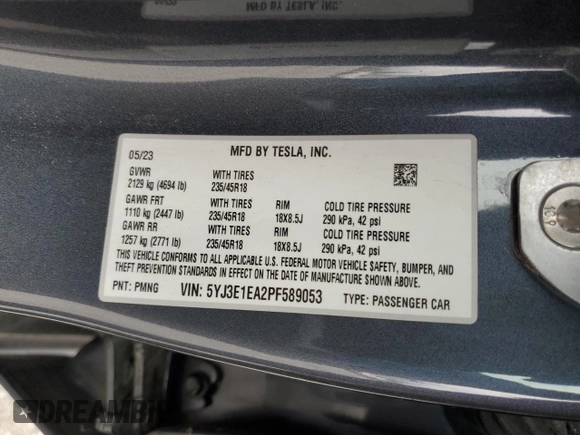 05/23 MFD BY TESLA, INC.
GVWR WITH TIRES
2129 kg (4694 lb) 235/45R18
GAWR FRT WITH TIRES RIM COLD TIRE PRESSURE
1110 kg (2447 lb) 235/45R18 18X8.5J 290 kPa, 42 psi
GAWR RR WITH TIRES RIM COLD TIRE PRESSURE
1257 kg (2771 lb) 235/45R18 18X8.5J 290 kPa, 42 psi
THIS VEHICLE CONFORMS TO ALL APPLICABLE U.S. FEDERAL MOTOR VEHICLE SAFETY, BUMPER, AND
THEFT PREVENTION STANDARDS IN EFFECT ON THE DATE OF MANUFACTURE SHOWN ABOVE.
PNT: PMNG VIN: 5YJ3E1EA2PF589053 TYPE: PASSENGER CAR